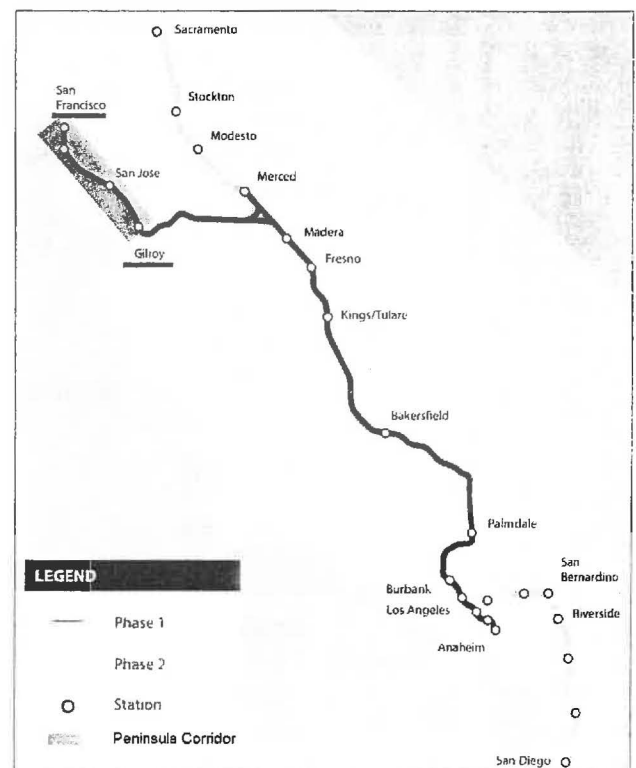 Sacramento
San
Francisco
Stockton
Modesto
San Jose
Merced
Gilroy
Madera
Fresno
Kings/Tulare
Bakersfield
Palmdale
San
Bernardino
Burbank
Los Angeles
Riverside
Anaheim
San Diego
LEGEND
Phase 1
Phase 2
Station
Peninsula Corridor